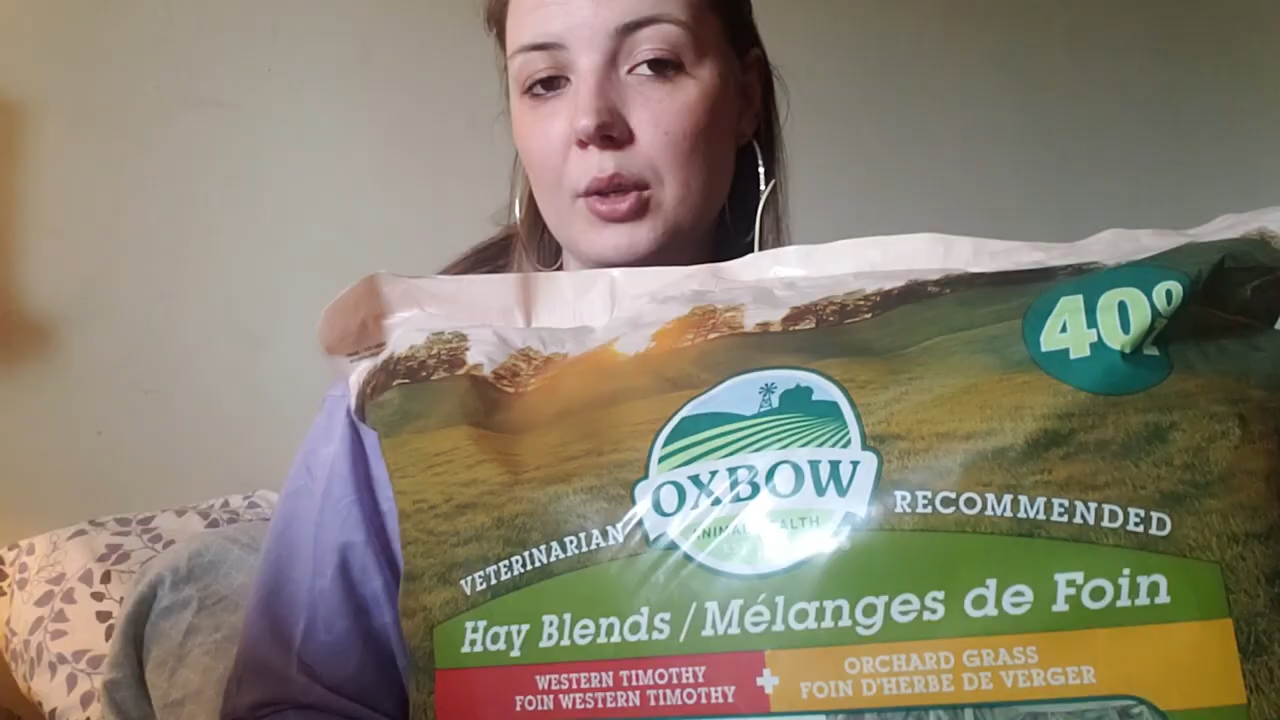 40 oz
OXBOW
ANIMAL HEALTH
VETERINARIAN RECOMMENDED
Hay Blends / Mélanges de Foin
WESTERN TIMOTHY
FOIN WESTERN TIMOTHY
+
ORCHARD GRASS
FOIN D'HERBE DE VERGER